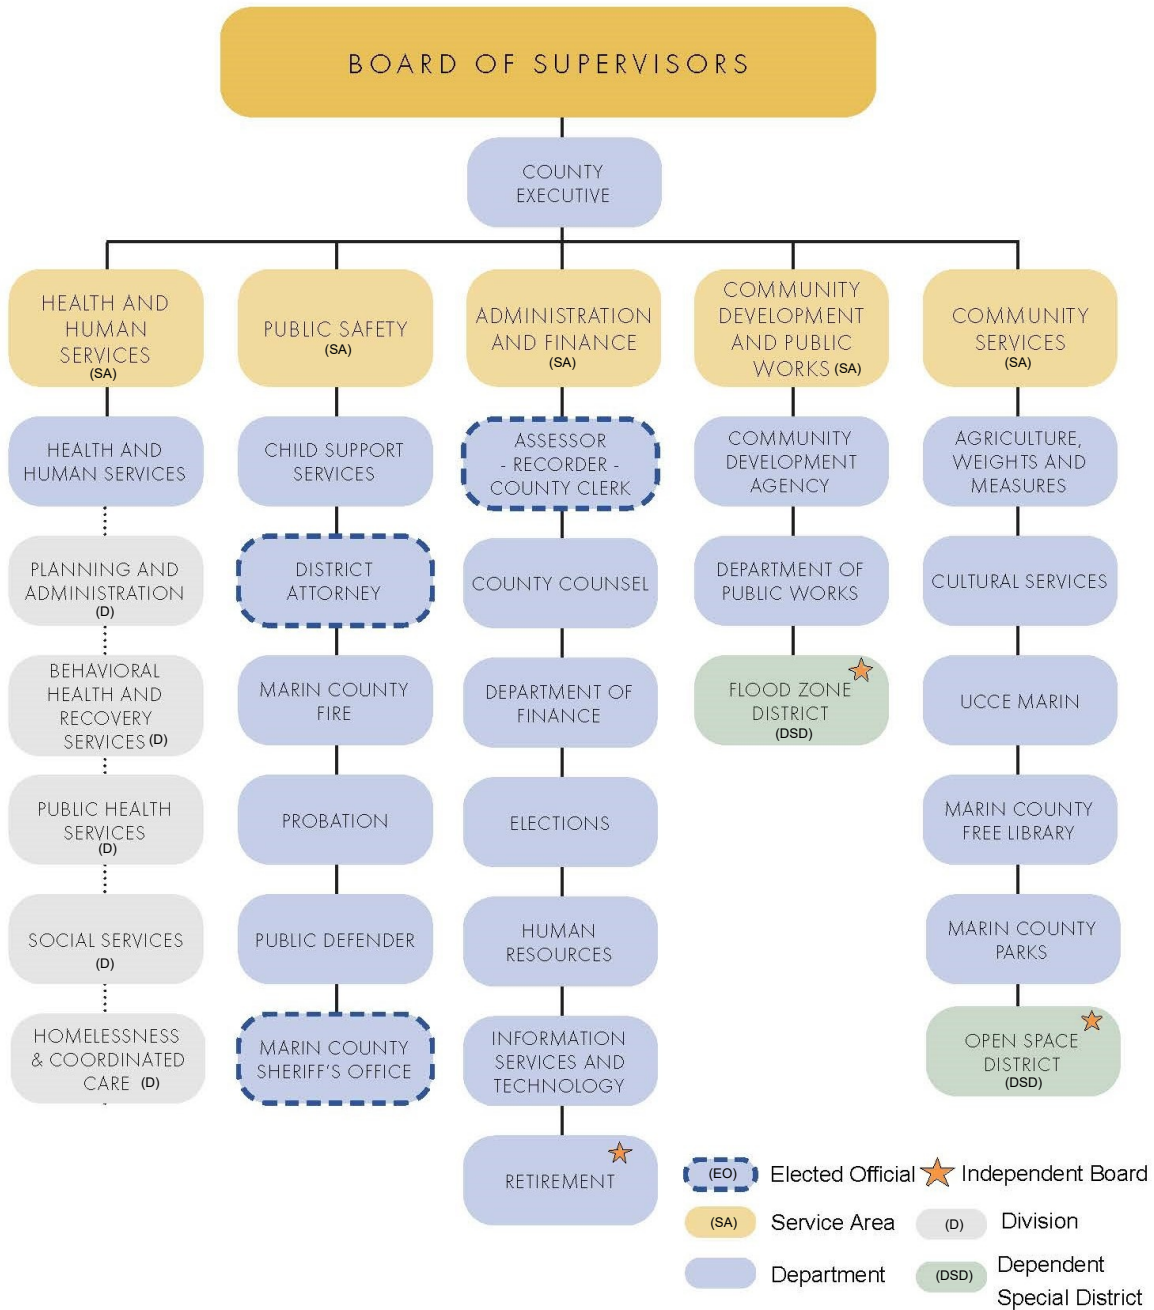 BOARD OF SUPERVISORS
COUNTY
EXECUTIVE
HEALTH AND
HUMAN
SERVICES
(SA)
HEALTH AND
HUMAN SERVICES
PLANNING AND
ADMINISTRATION
(D)
BEHAVIORAL
HEALTH AND
RECOVERY
SERVICES (D)
PUBLIC HEALTH
SERVICES
(D)
SOCIAL SERVICES
(D)
HOMELESSNESS
& COORDINATED
CARE (D)
PUBLIC SAFETY
(SA)
CHILD SUPPORT
SERVICES
DISTRICT
ATTORNEY
MARIN COUNTY
FIRE
PROBATION
PUBLIC DEFENDER
MARIN COUNTY
SHERIFF'S OFFICE
ADMINISTRATION
AND FINANCE
(SA)
ASSESSOR
- RECORDER -
COUNTY CLERK
COUNTY COUNSEL
DEPARTMENT OF
FINANCE
ELECTIONS
HUMAN
RESOURCES
INFORMATION
SERVICES AND
TECHNOLOGY
RETIREMENT
COMMUNITY
DEVELOPMENT
AND PUBLIC
WORKS (SA)
COMMUNITY
DEVELOPMENT
AGENCY
DEPARTMENT OF
PUBLIC WORKS
FLOOD ZONE
DISTRICT
(DSD)
COMMUNITY
SERVICES
(SA)
AGRICULTURE,
WEIGHTS AND
MEASURES
CULTURAL SERVICES
UCCE MARIN
MARIN COUNTY
FREE LIBRARY
MARIN COUNTY
PARKS
OPEN SPACE
DISTRICT
(DSD)
(EO) Elected Official
Independent Board
(SA) Service Area
(D) Division
Department
(DSD) Dependent
Special District